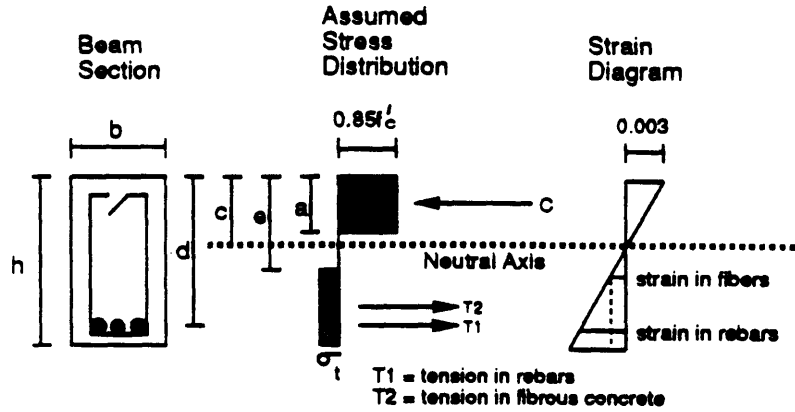 Beam
Section
Assumed
Stress
Distribution
Strain
Diagram
b
0.85f'c
0.003
h
d
c
e
a
C
Neutral Axis
strain in fibers
T2
T1
strain in rebars
σt
T1 = tension in rebars
T2 = tension in fibrous concrete